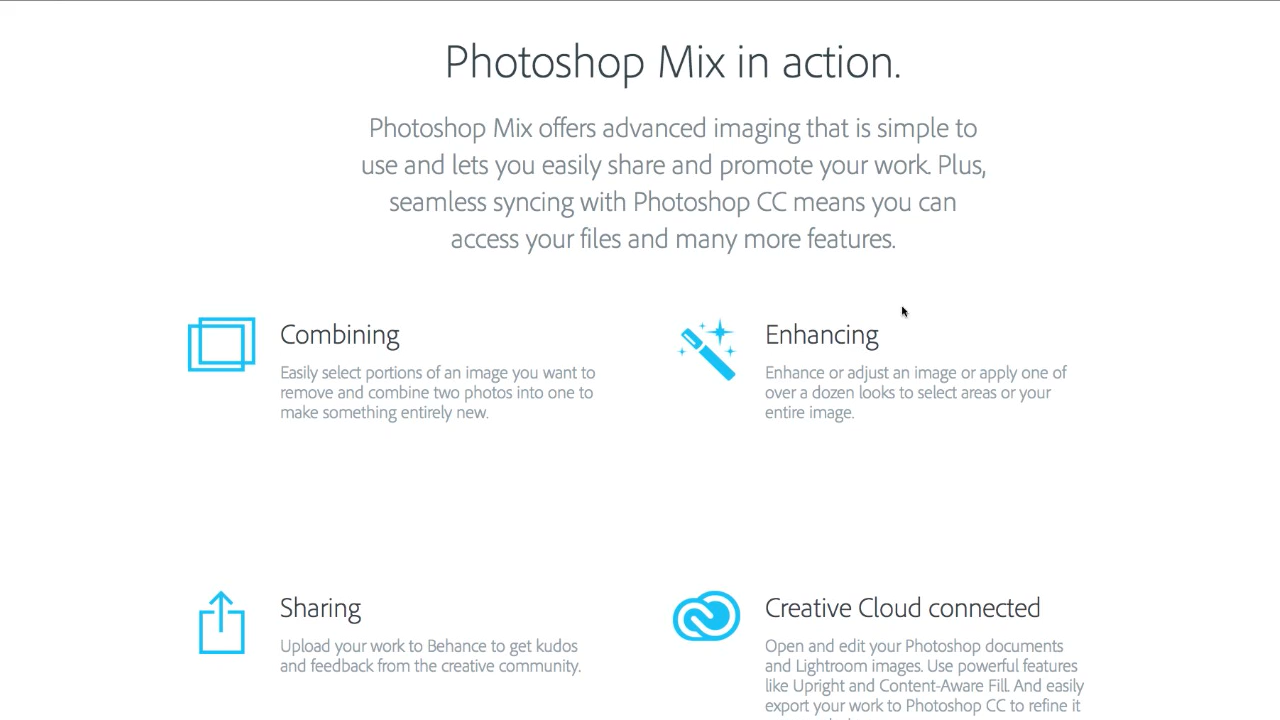 Photoshop Mix in action.
Photoshop Mix offers advanced imaging that is simple to
use and lets you easily share and promote your work. Plus,
seamless syncing with Photoshop CC means you can
access your files and many more features.
Combining
Easily select portions of an image you want to
remove and combine two photos into one to
make something entirely new.
Enhancing
Enhance or adjust an image or apply one of
over a dozen looks to select areas or your
entire image.
Sharing
Upload your work to Behance to get kudos
and feedback from the creative community.
Creative Cloud connected
Open and edit your Photoshop documents
and Lightroom images. Use powerful features
like Upright and Content-Aware Fill. And easily
export your work to Photoshop CC to refine it